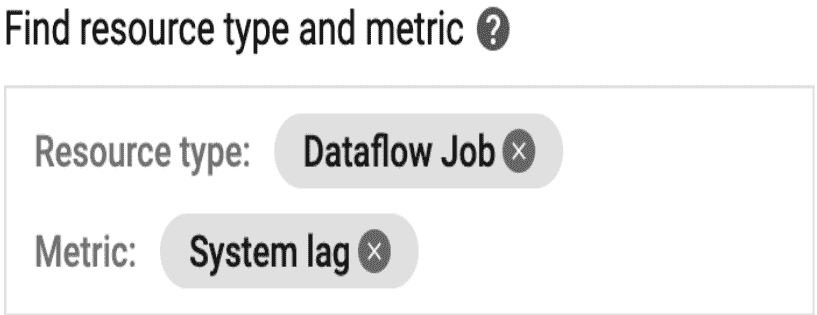 Find resource type and metric ?
Resource type: Dataflow Job ×
Metric: System lag ×